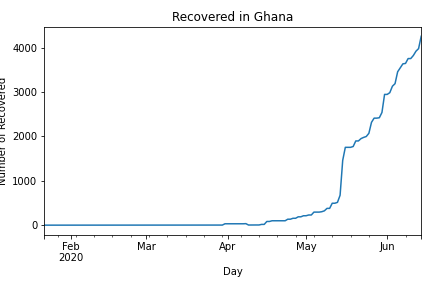 Recovered in Ghana
Number of Recovered
4000
3000
2000
1000
0
Feb
2020
Mar
Apr
May
Jun
Day